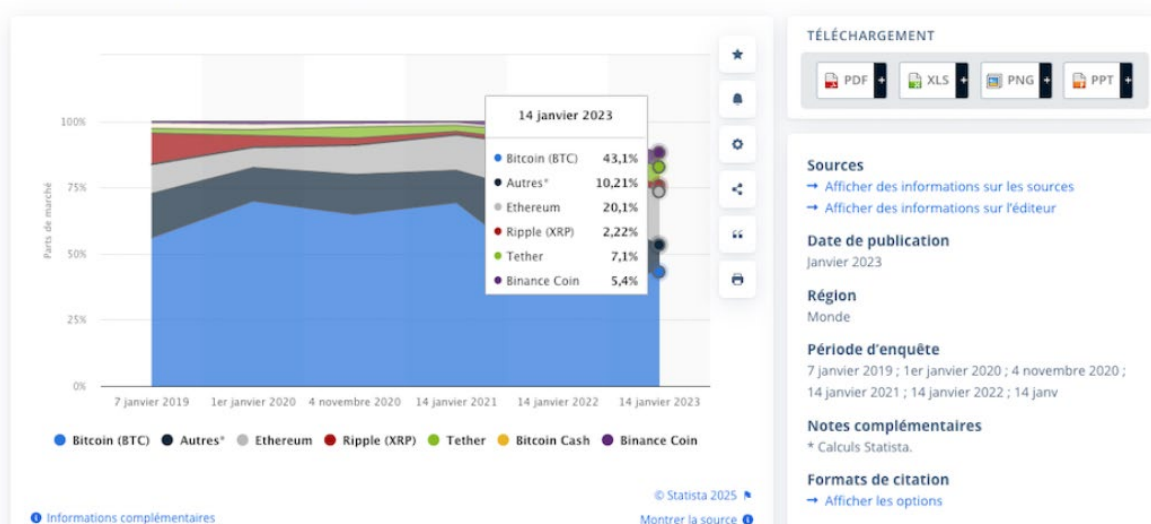 100%
75%
50%
25%
0%
Parts de marché
7 janvier 2019
1er janvier 2020
4 novembre 2020
14 janvier 2021
14 janvier 2022
14 janvier 2023
14 janvier 2023
Bitcoin (BTC) 43,1%
Autres* 10,21%
Ethereum 20,1%
Ripple (XRP) 2,22%
Tether 7,1%
Binance Coin 5,4%
Bitcoin (BTC)
Autres*
Ethereum
Ripple (XRP)
Tether
Bitcoin Cash
Binance Coin
© Statista 2025
Informations complémentaires
Montrer la source
TÉLÉCHARGEMENT
PDF +
XLS +
PNG +
PPT +
Sources
→ Afficher des informations sur les sources
→ Afficher des informations sur l'éditeur
Date de publication
Janvier 2023
Région
Monde
Période d'enquête
7 janvier 2019 ; 1er janvier 2020 ; 4 novembre 2020 ;
14 janvier 2021 ; 14 janvier 2022 ; 14 janv
Notes complémentaires
* Calculs Statista.
Formats de citation
→ Afficher les options